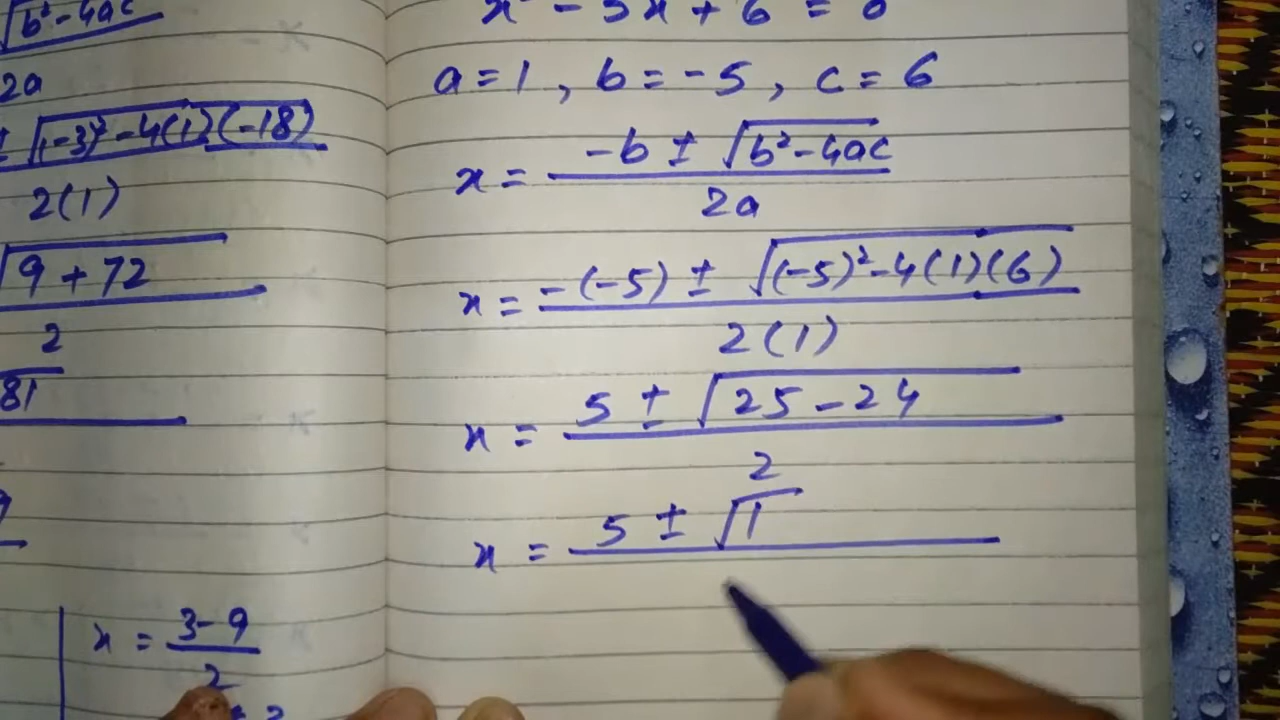 √b²-4ac
2a
± √(-3)²-4(1)(-18)
2(1)
√9+72
2
81
x = 3-9
2
x² - 5x + 6 = 0
a = 1 , b = -5 , c = 6
x = -b ± √b²-4ac
2a
x = -(-5) ± √(-5)²-4(1)(6)
2(1)
x = 5 ± √25-24
2
x = 5 ± √1